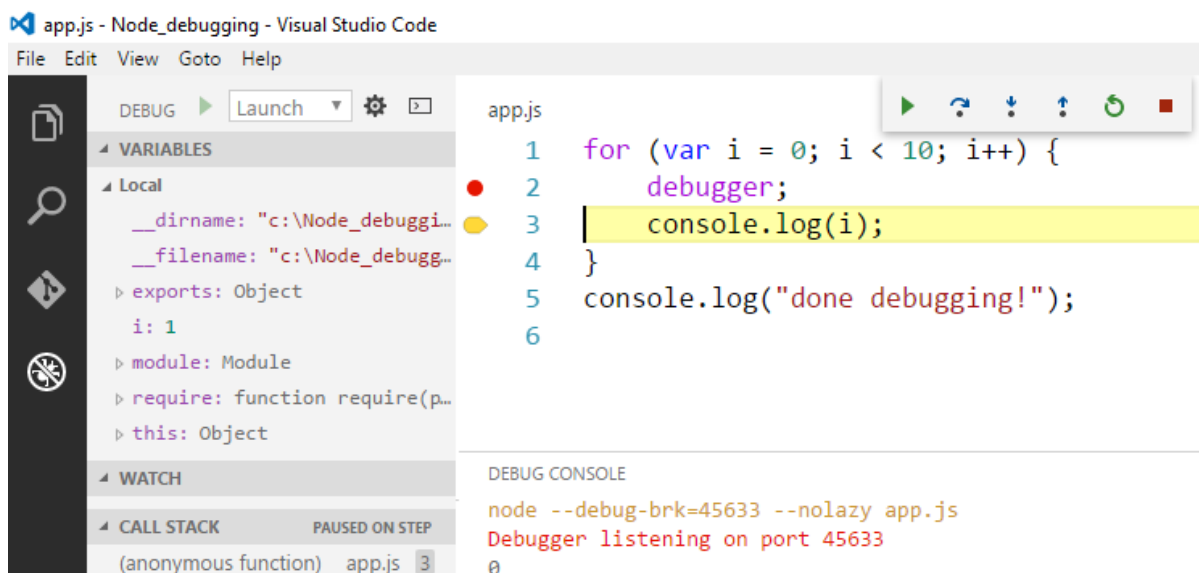 app.js - Node_debugging - Visual Studio Code
File Edit View Goto Help
DEBUG Launch
VARIABLES
Local
__dirname: "c:\Node_debuggi…
__filename: "c:\Node_debugg…
exports: Object
i: 1
module: Module
require: function require(p…
this: Object
WATCH
CALL STACK PAUSED ON STEP
(anonymous function) app.js 3
app.js
1 for (var i = 0; i < 10; i++) {
2 debugger;
3 console.log(i);
4 }
5 console.log("done debugging!");
6
DEBUG CONSOLE
node --debug-brk=45633 --nolazy app.js
Debugger listening on port 45633
0